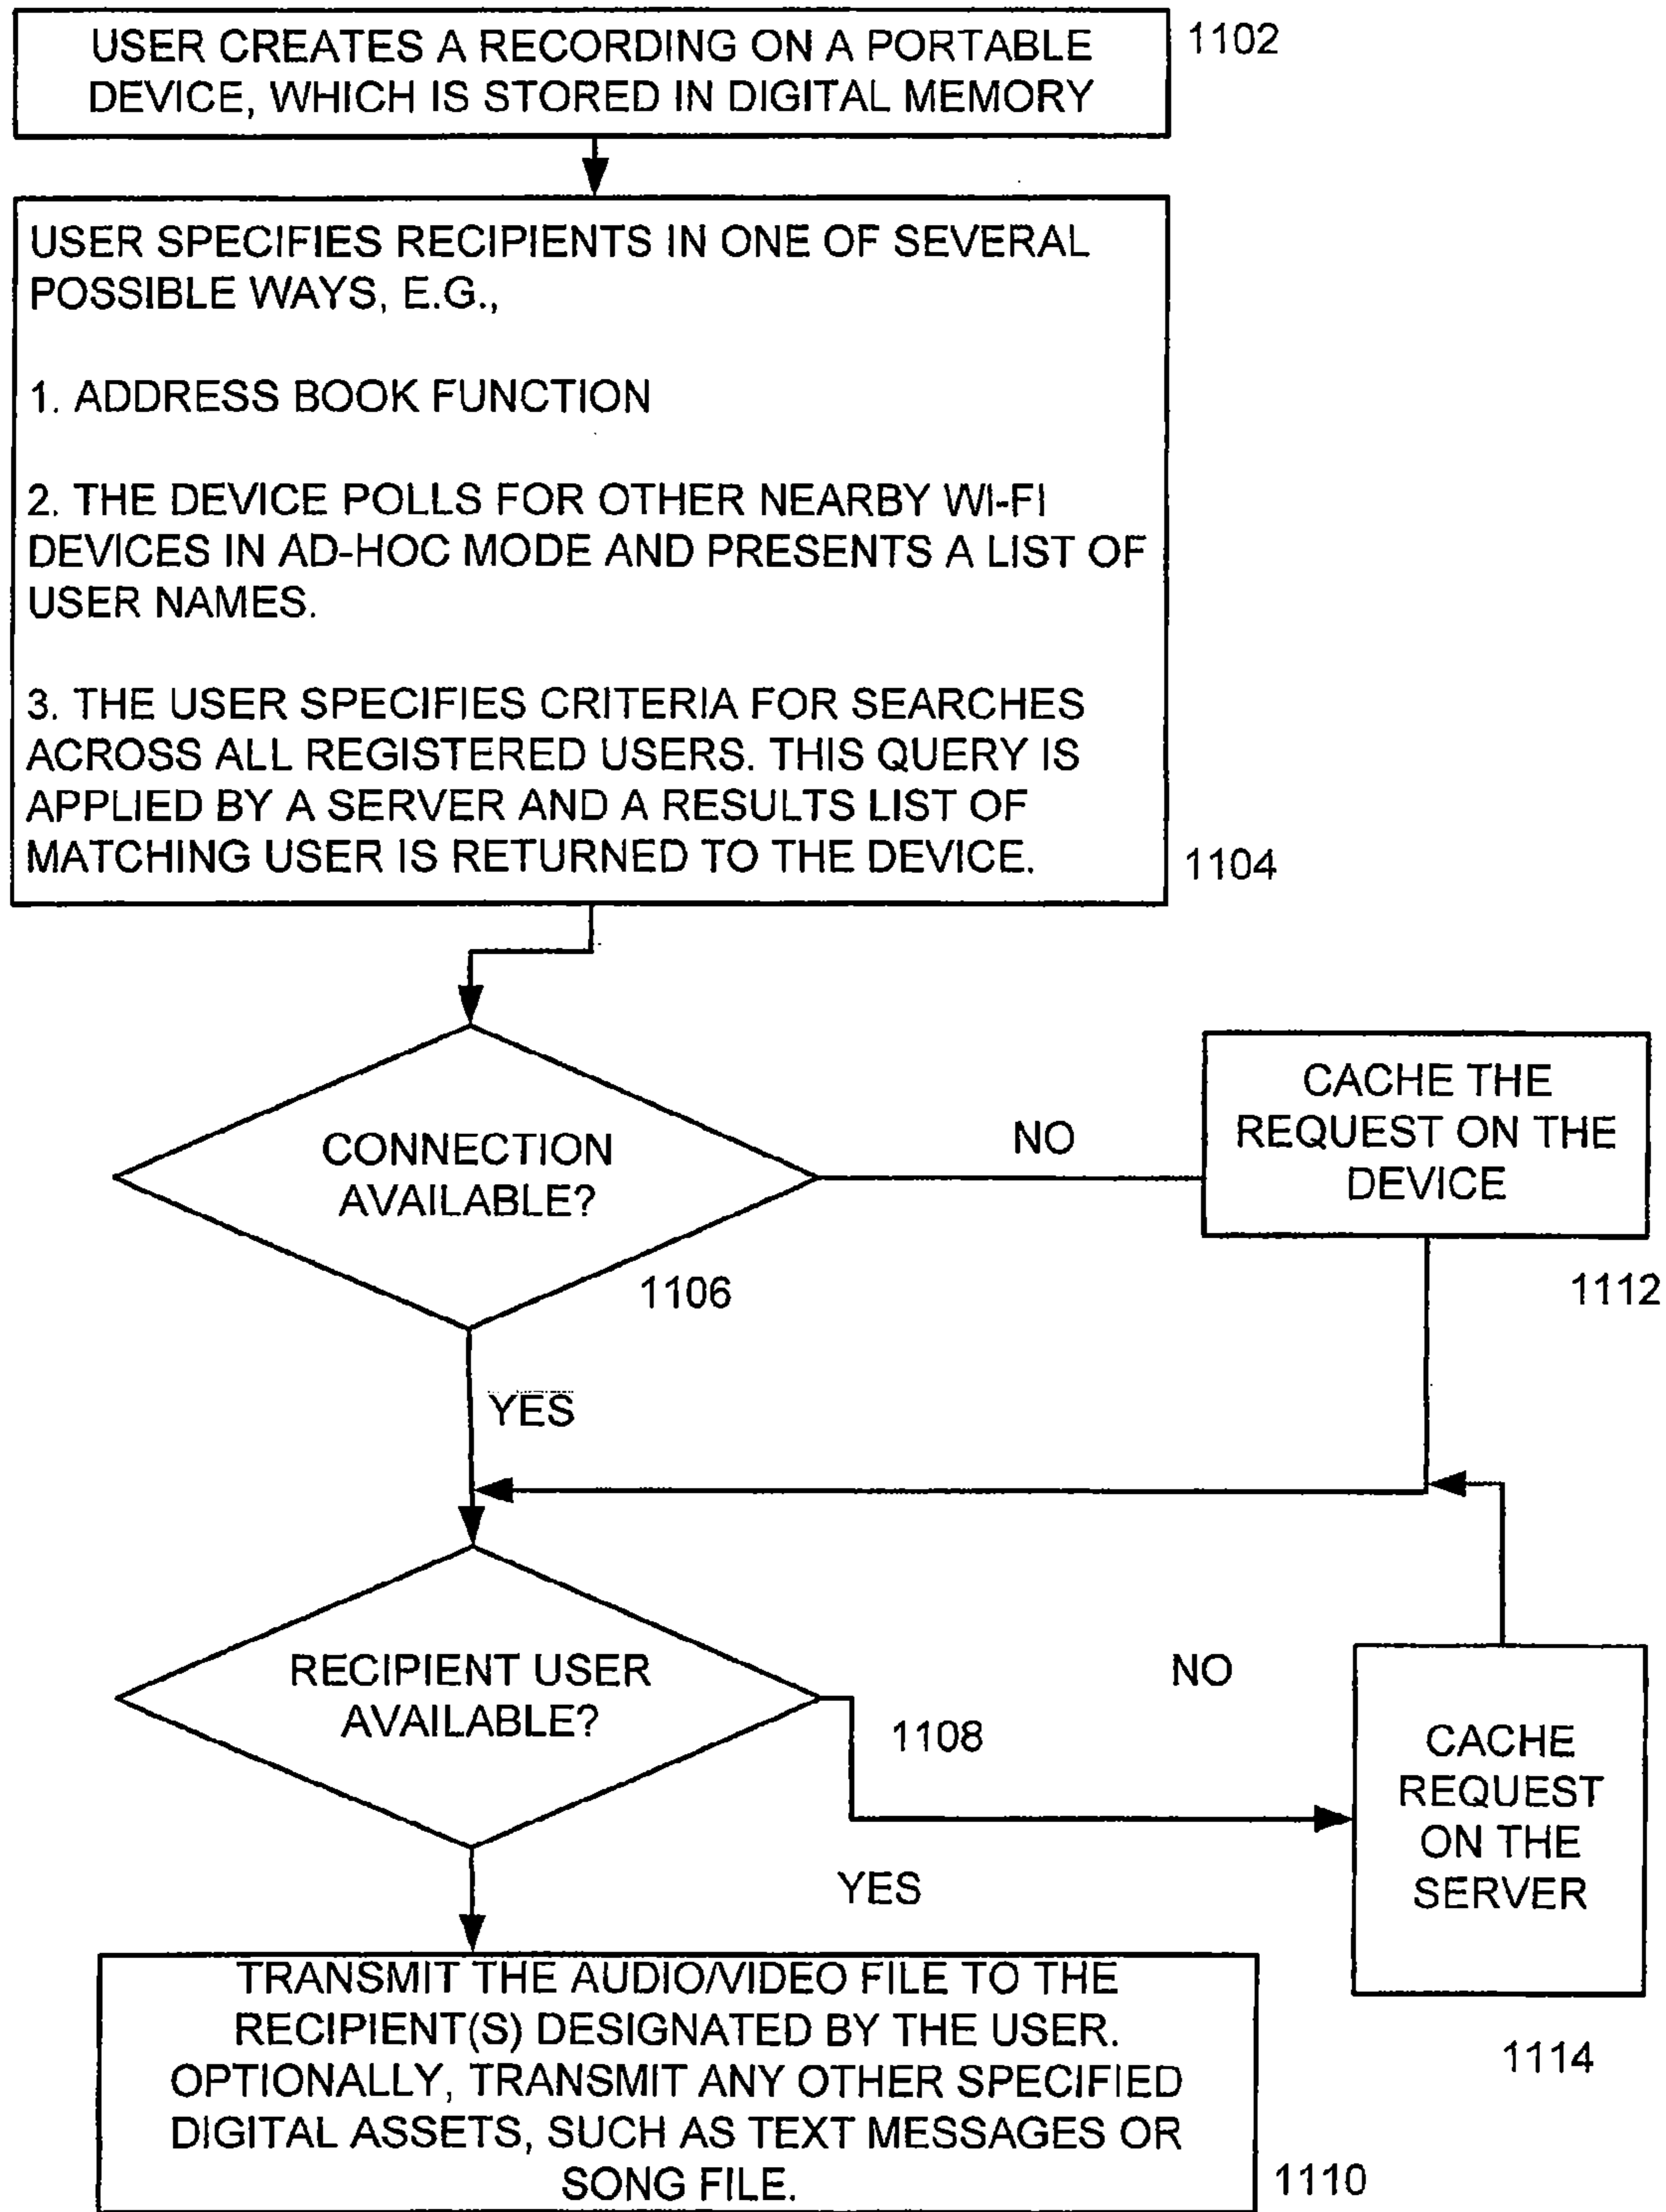 USER CREATES A RECORDING ON A PORTABLE
DEVICE, WHICH IS STORED IN DIGITAL MEMORY
1102
USER SPECIFIES RECIPIENTS IN ONE OF SEVERAL
POSSIBLE WAYS, E.G.,
1. ADDRESS BOOK FUNCTION
2. THE DEVICE POLLS FOR OTHER NEARBY WI-FI
DEVICES IN AD-HOC MODE AND PRESENTS A LIST OF
USER NAMES.
3. THE USER SPECIFIES CRITERIA FOR SEARCHES
ACROSS ALL REGISTERED USERS. THIS QUERY IS
APPLIED BY A SERVER AND A RESULTS LIST OF
MATCHING USER IS RETURNED TO THE DEVICE.
1104
CONNECTION
AVAILABLE?
1106
NO
CACHE THE
REQUEST ON THE
DEVICE
1112
YES
RECIPIENT USER
AVAILABLE?
1108
NO
CACHE
REQUEST
ON THE
SERVER
1114
YES
TRANSMIT THE AUDIO/VIDEO FILE TO THE
RECIPIENT(S) DESIGNATED BY THE USER.
OPTIONALLY, TRANSMIT ANY OTHER SPECIFIED
DIGITAL ASSETS, SUCH AS TEXT MESSAGES OR
SONG FILE.
1110